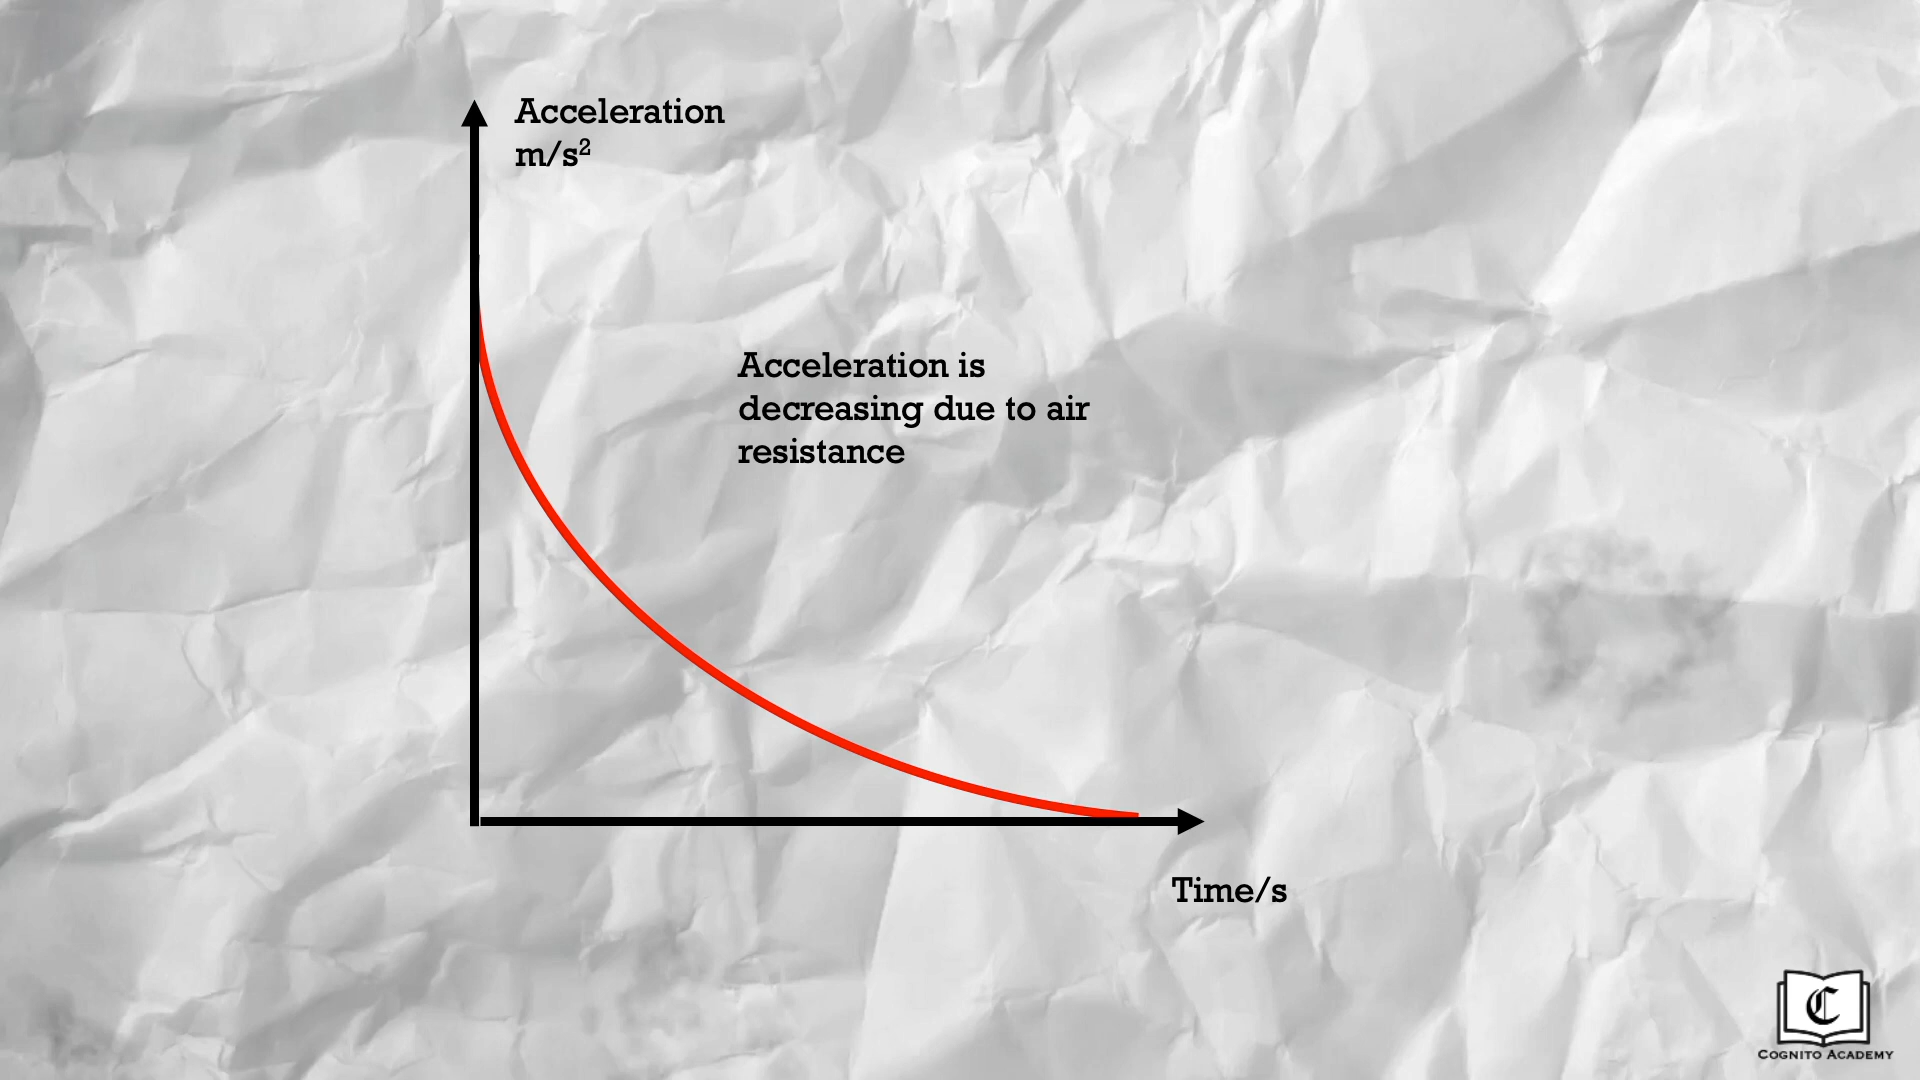 Acceleration
m/s²
Acceleration is
decreasing due to air
resistance
Time/s
C
COGNITO ACADEMY